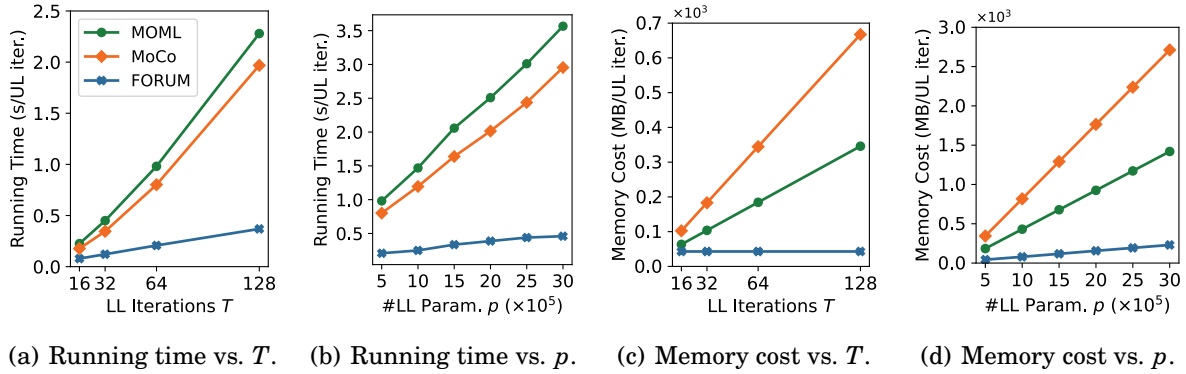 2.5
2.0
1.5
1.0
0.5
0.0
Running Time (s/UL iter.)
MOML
MoCo
FORUM
16 32 64 128
LL Iterations T
3.5
3.0
2.5
2.0
1.5
1.0
0.5
Running Time (s/UL iter.)
5 10 15 20 25 30
#LL Param. p (×10⁵)
×10³
0.7
0.6
0.4
0.3
0.2
0.1
0.0
Memory Cost (MB/UL iter.)
16 32 64 128
LL Iterations T
×10³
3.0
2.5
2.0
1.5
1.0
0.5
0.0
Memory Cost (MB/UL iter.)
5 10 15 20 25 30
#LL Param. p (×10⁵)
(a) Running time vs. T.
(b) Running time vs. p.
(c) Memory cost vs. T.
(d) Memory cost vs. p.